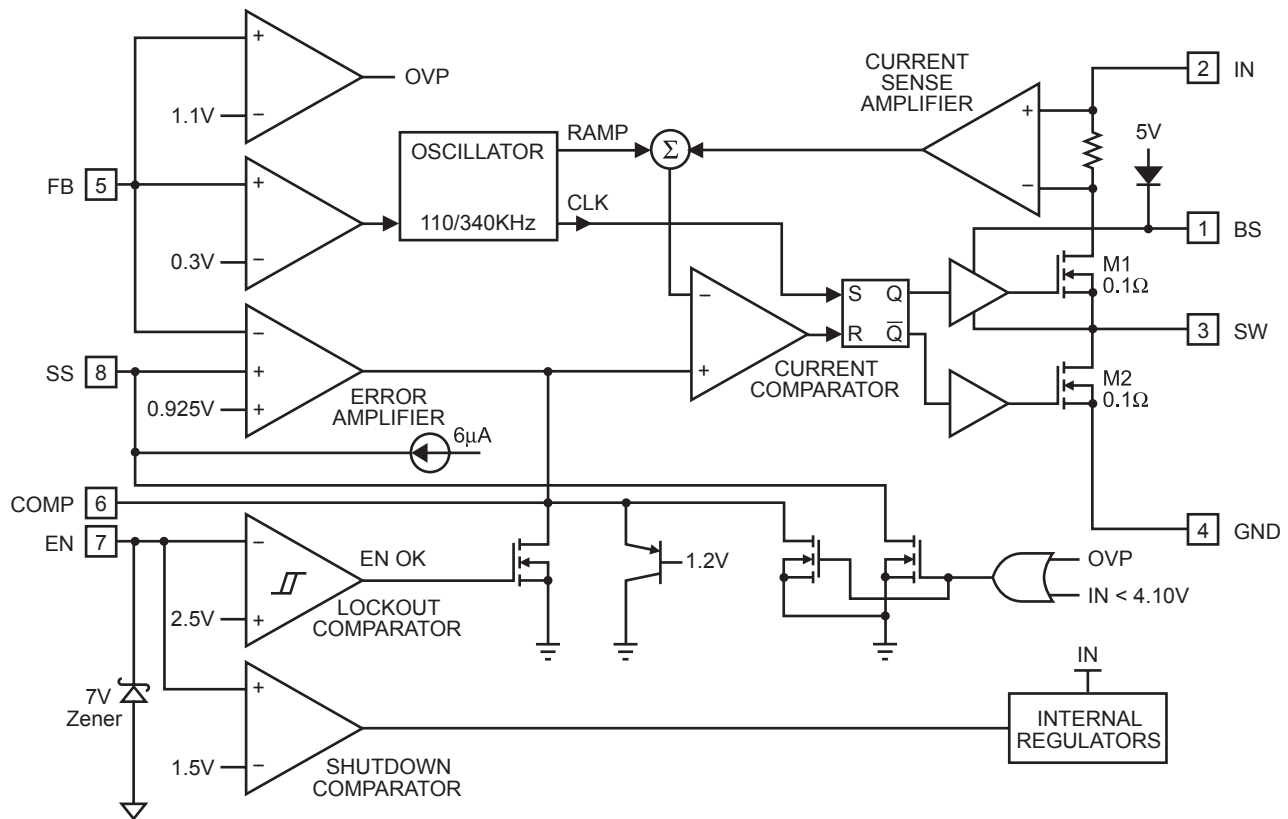 +
OVP
1.1V
−
CURRENT
SENSE
AMPLIFIER
+
−
2 IN
5V
FB 5
+
0.3V
−
OSCILLATOR
110/340KHz
RAMP
Σ
CLK
1 BS
M1
0.1Ω
3 SW
S Q
R Q̅
−
+
CURRENT
COMPARATOR
M2
0.1Ω
SS 8
−
+
0.925V
+
ERROR
AMPLIFIER
6μA
COMP 6
EN 7
4 GND
−
EN OK
2.5V
+
LOCKOUT
COMPARATOR
1.2V
OVP
IN < 4.10V
7V
Zener
+
1.5V
−
SHUTDOWN
COMPARATOR
IN
INTERNAL
REGULATORS